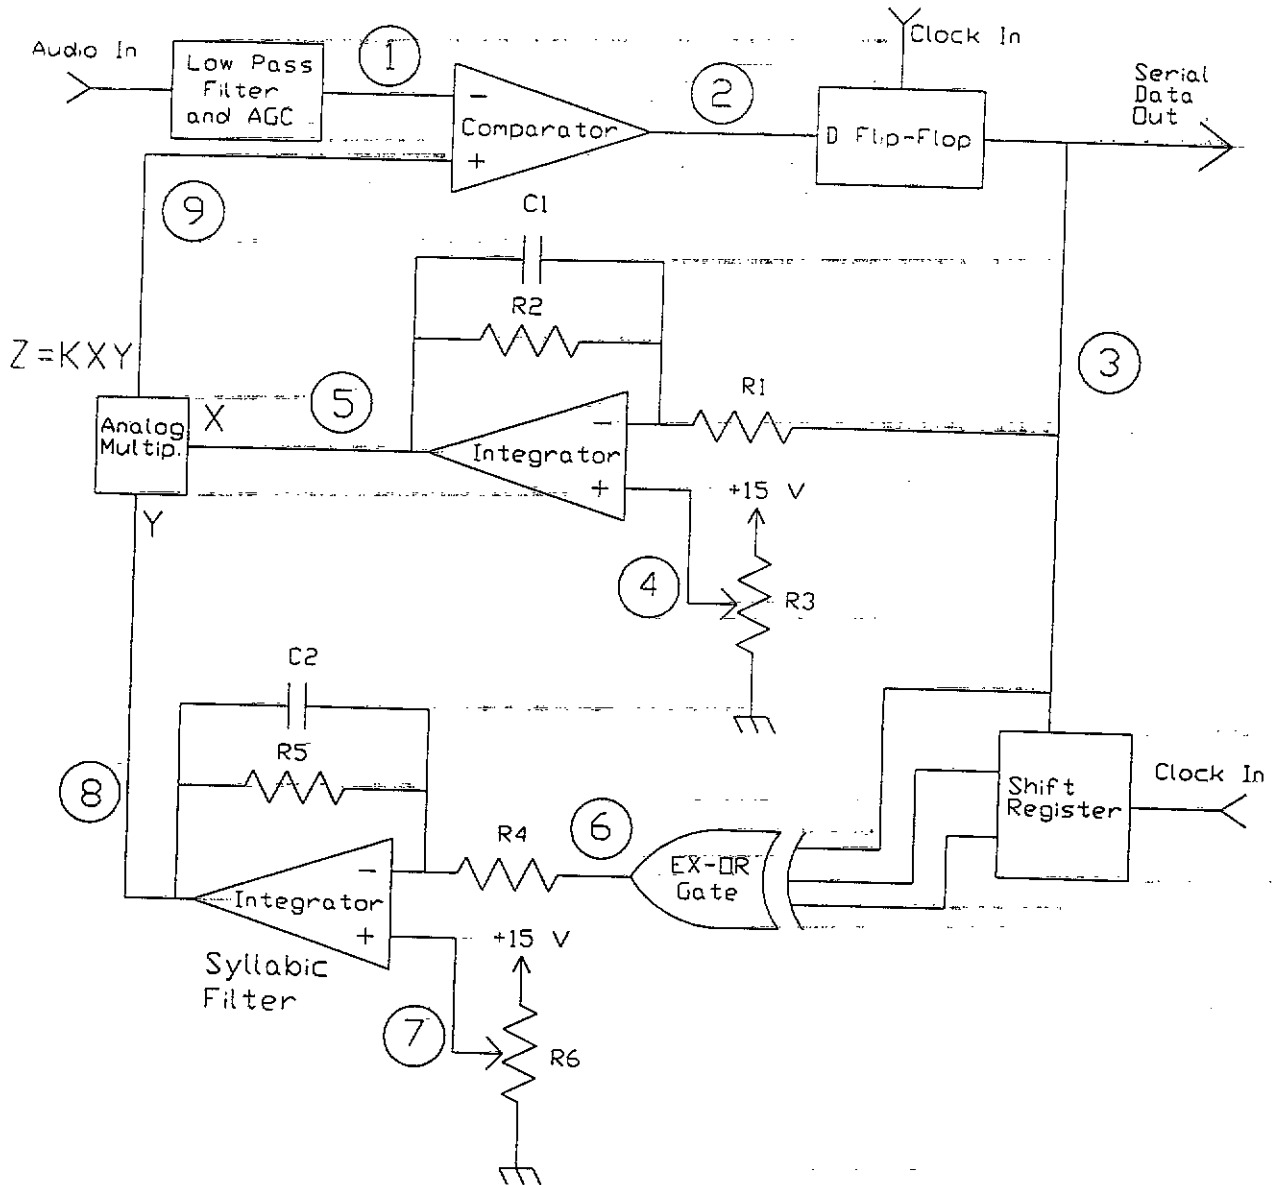 Audio In
Low Pass
Filter
and AGC
1
-
+
Comparator
2
Clock In
D Flip-Flop
Serial
Data
Out
9
C1
R2
3
Z=KXY
5
X
R1
Analog
Multip.
-
Integrator
+
Y
+15 V
4
R3
C2
R5
8
6
R4
Shift
Register
Clock In
EX-OR
Gate
-
Integrator
+
+15 V
Syllabic
Filter
7
R6